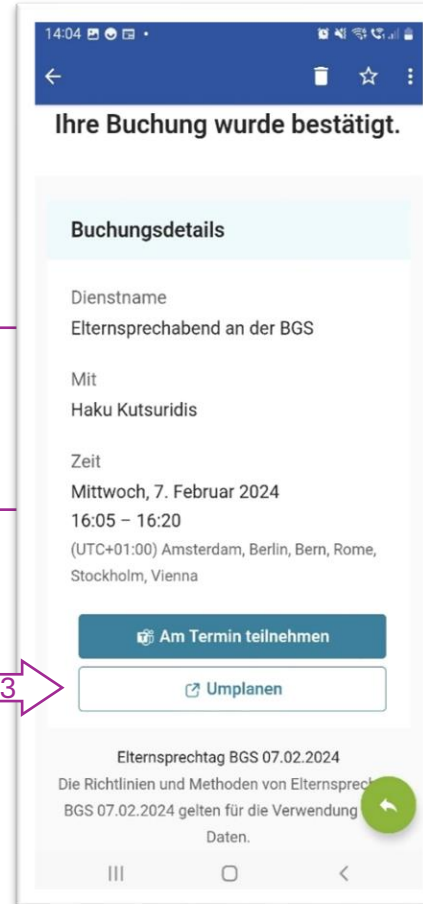 14:04
Ihre Buchung wurde bestätigt.
Buchungsdetails
Dienstname
Elternsprechabend an der BGS
Mit
Haku Kutsuridis
Zeit
Mittwoch, 7. Februar 2024
16:05 – 16:20
(UTC+01:00) Amsterdam, Berlin, Bern, Rome,
Stockholm, Vienna
Am Termin teilnehmen
3
Umplanen
Elternsprechtag BGS 07.02.2024
Die Richtlinien und Methoden von Elternsprec
BGS 07.02.2024 gelten für die Verwendung
Daten.